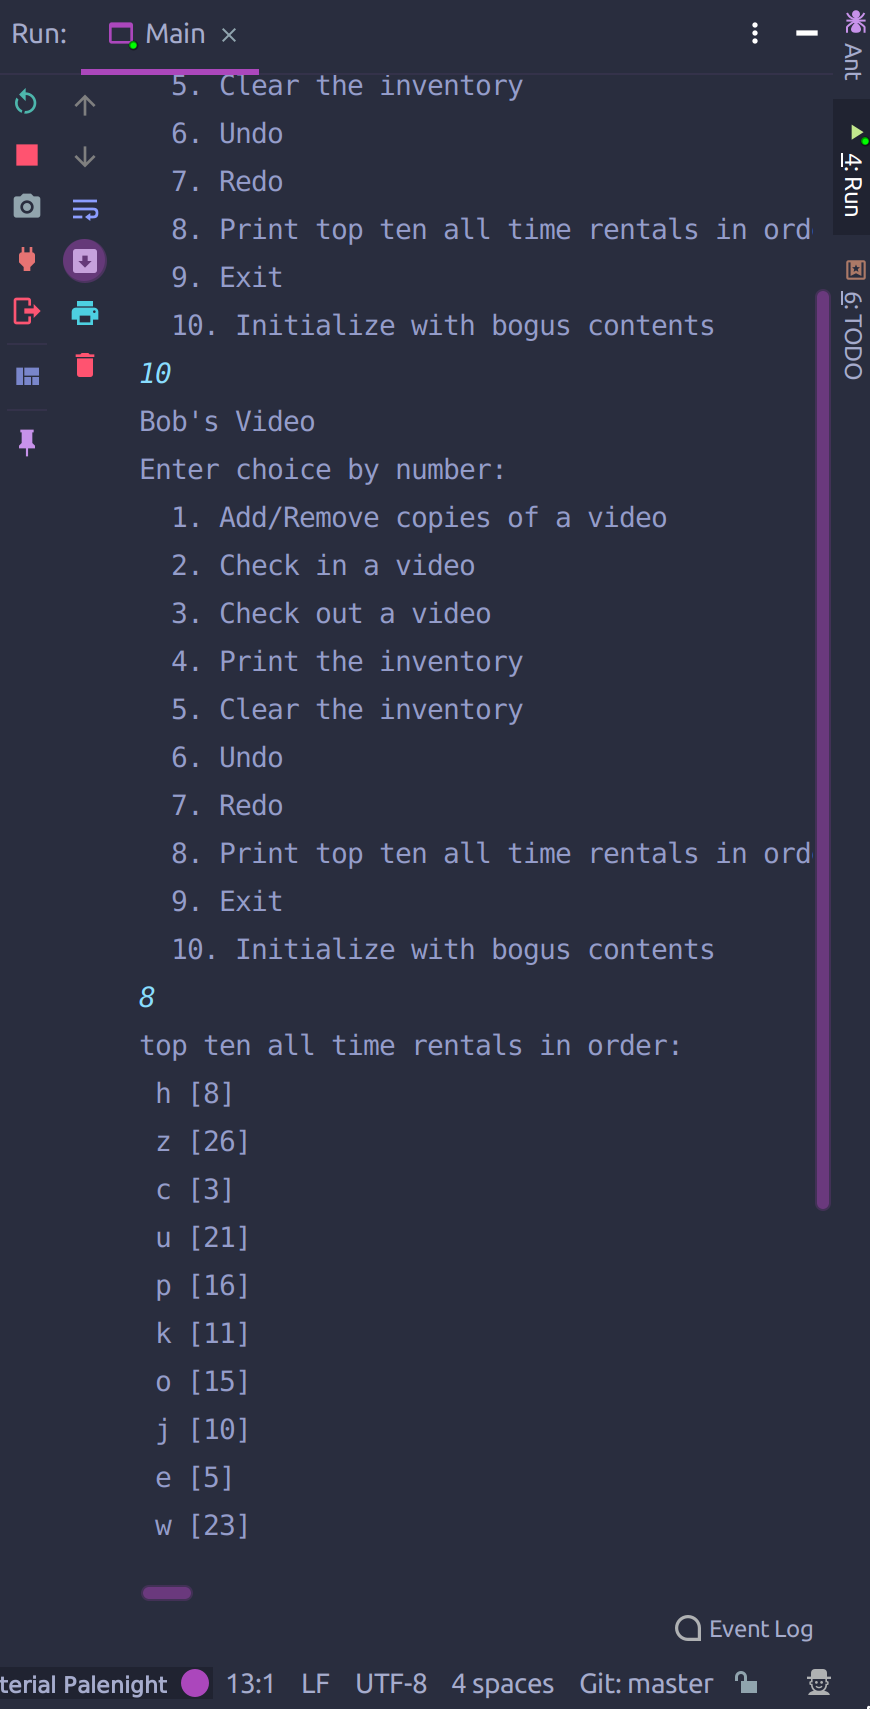 Run: Main
Ant
4: Run
6: TODO
5. Clear the inventory
6. Undo
7. Redo
8. Print top ten all time rentals in ord
9. Exit
10. Initialize with bogus contents
10
Bob's Video
Enter choice by number:
1. Add/Remove copies of a video
2. Check in a video
3. Check out a video
4. Print the inventory
5. Clear the inventory
6. Undo
7. Redo
8. Print top ten all time rentals in ord
9. Exit
10. Initialize with bogus contents
8
top ten all time rentals in order:
h [8]
z [26]
c [3]
u [21]
p [16]
k [11]
o [15]
j [10]
e [5]
w [23]
Event Log
terial Palenight 13:1 LF UTF-8 4 spaces Git: master